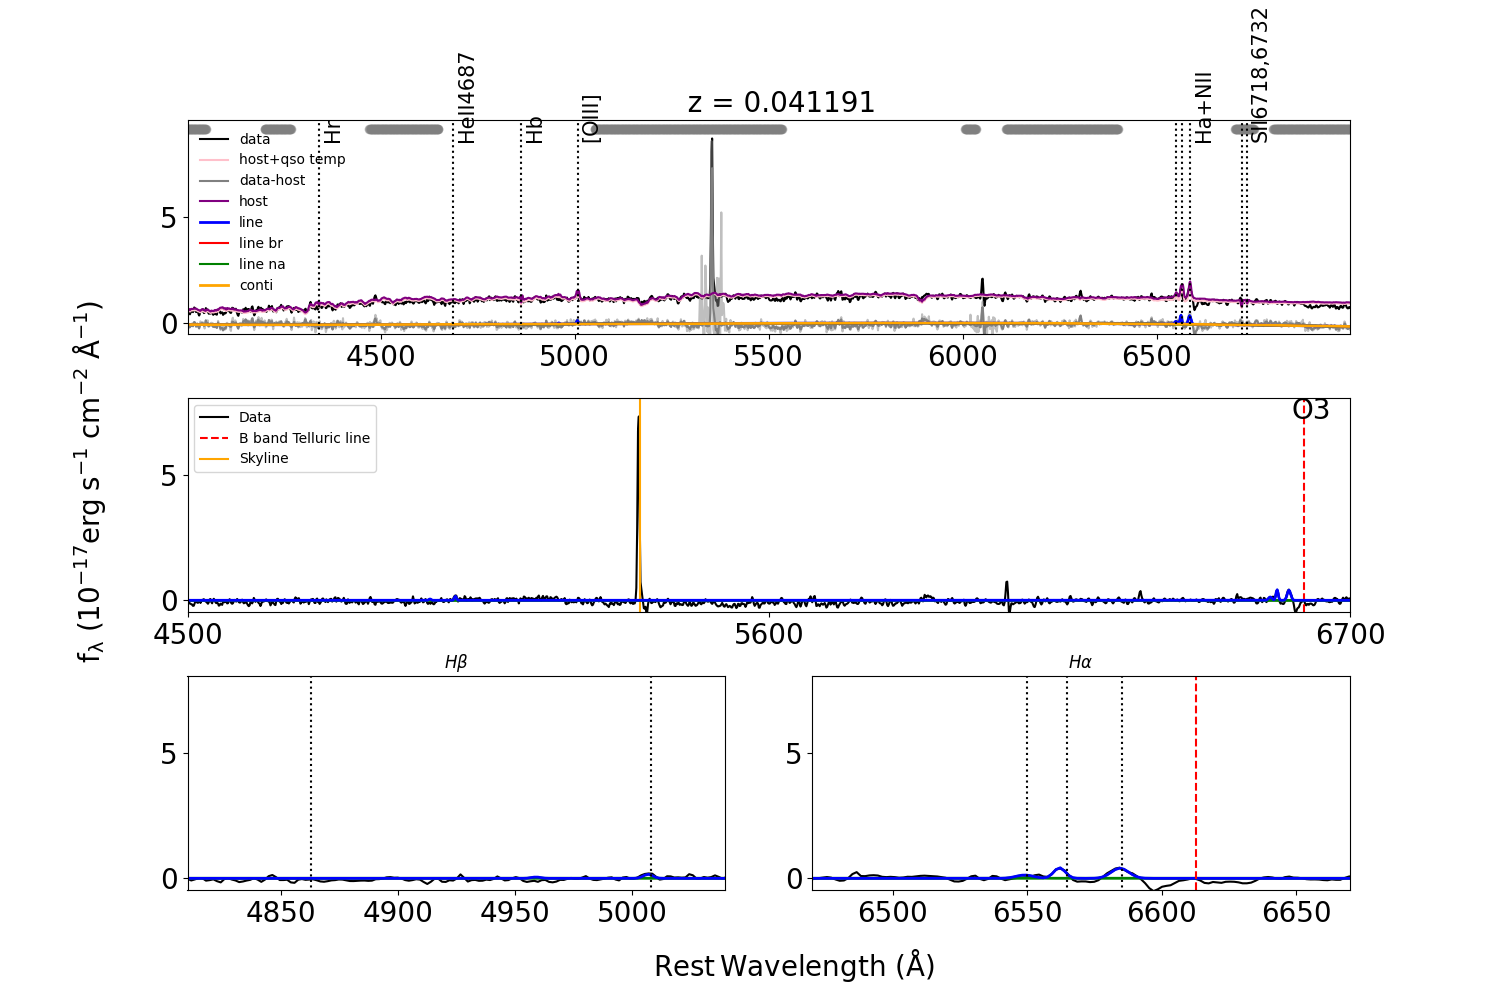 z = 0.041191
Hr
HeII4687
Hb
[OIII]
Ha+NII
SII6718,6732
data
host+qso temp
data-host
host
line
line br
line na
conti
5
0
4500
5000
5500
6000
6500
Data
B band Telluric line
Skyline
O3
5
0
4500
5600
6700
fλ (10−17erg s−1 cm−2 Å−1)
Hβ
5
0
4850
4900
4950
5000
Hα
5
0
6500
6550
6600
6650
Rest Wavelength (Å)